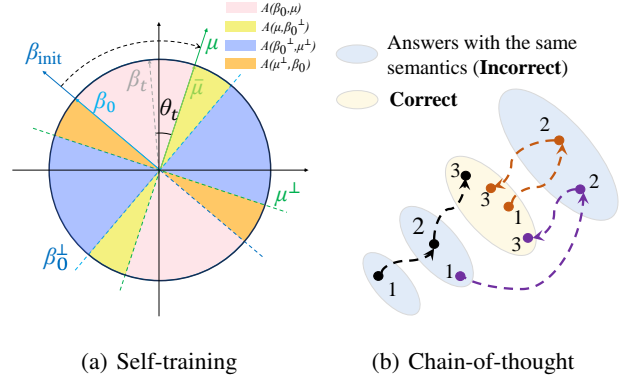 (a)
A(β₀,μ)
A(μ,β₀^⊥)
A(β₀^⊥,μ^⊥)
A(μ^⊥,β₀)
β_init
μ
β_t
μ̄
β₀
θ_t
μ^⊥
β₀^⊥
(a) Self-training
(b)
Answers with the same
semantics (Incorrect)
Correct
2
3
3
2
1
2
3
1
1
(b) Chain-of-thought